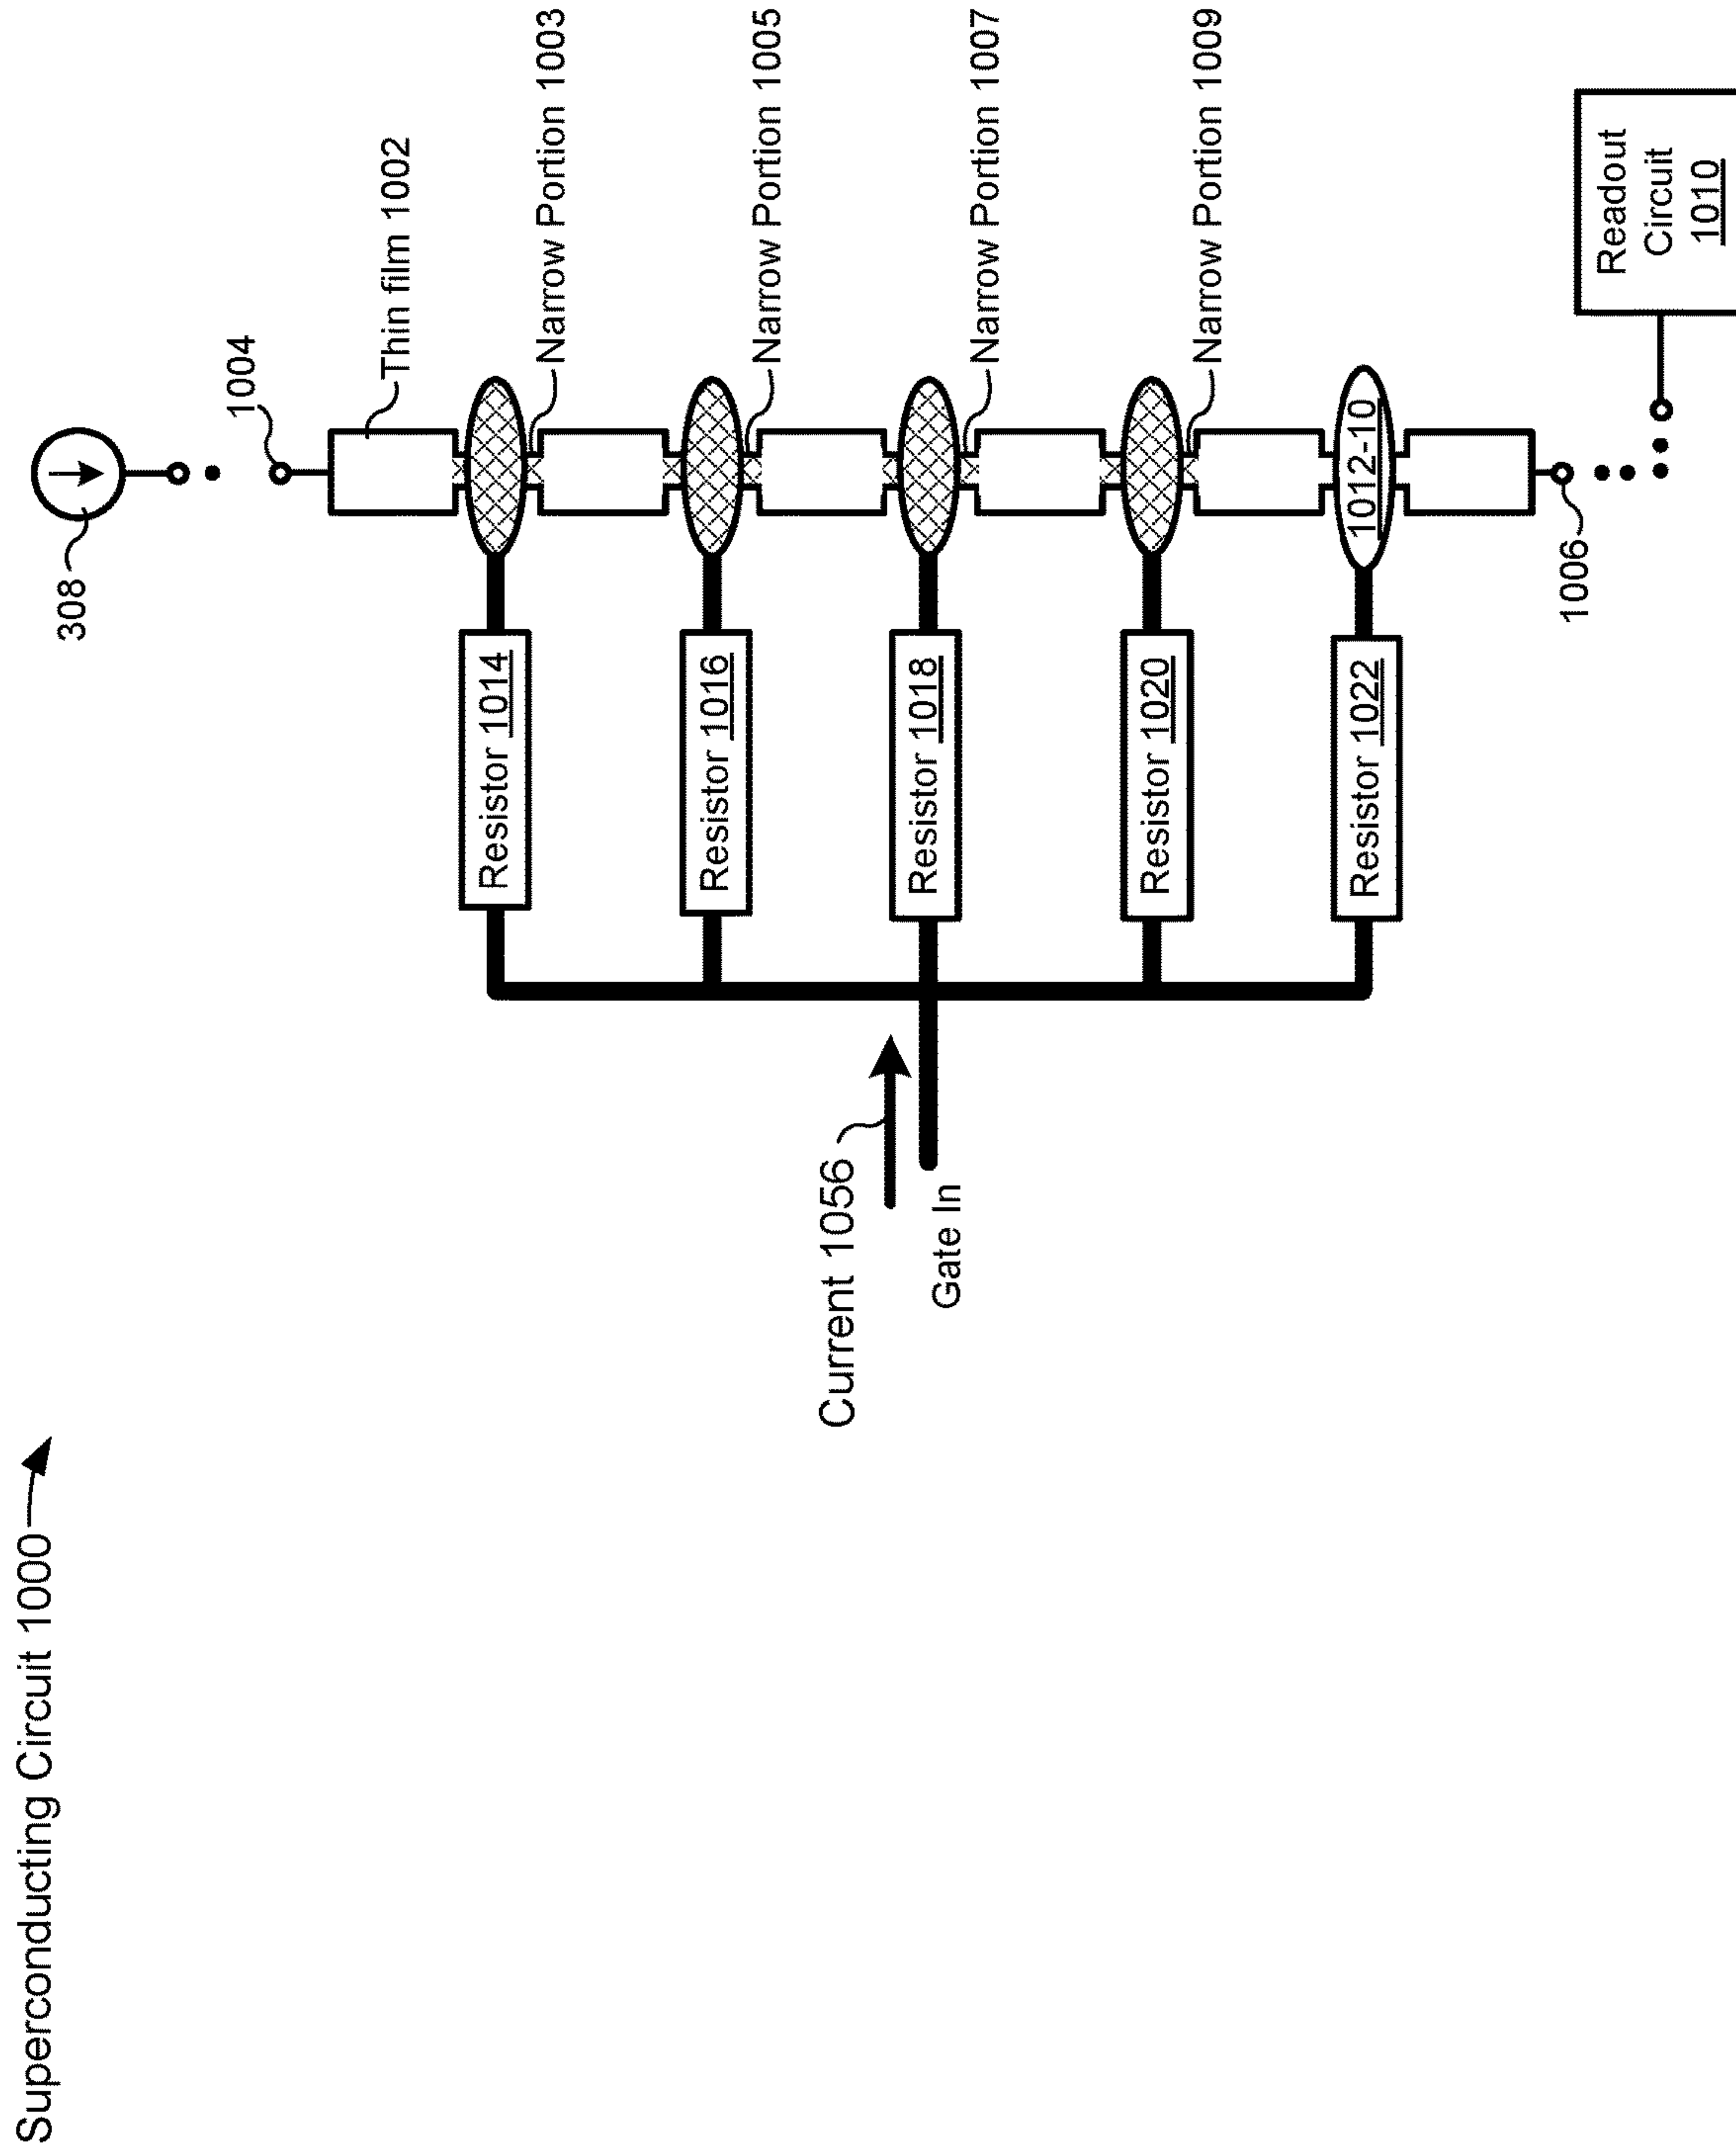 Superconducting Circuit 1000
308
1004
Thin film 1002
Resistor 1014
Narrow Portion 1003
Resistor 1016
Narrow Portion 1005
Current 1056
Gate In
Resistor 1018
Narrow Portion 1007
Resistor 1020
Narrow Portion 1009
Resistor 1022
1012-10
1006
Readout
Circuit
1010